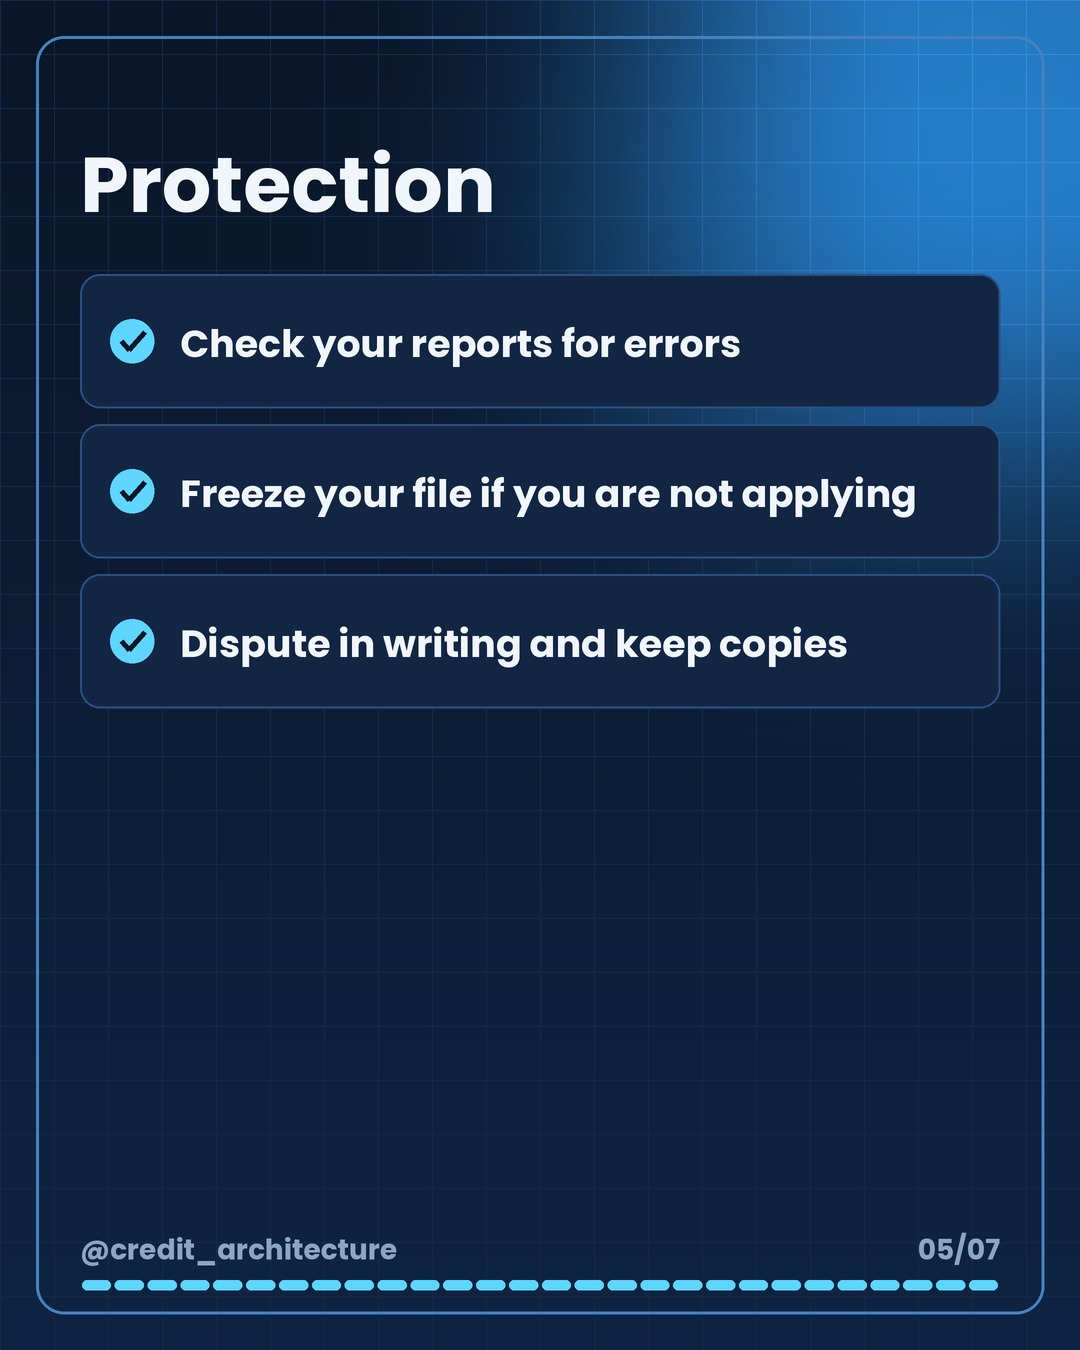 Protection
Check your reports for errors
Freeze your file if you are not applying
Dispute in writing and keep copies
@credit_architecture
05/07